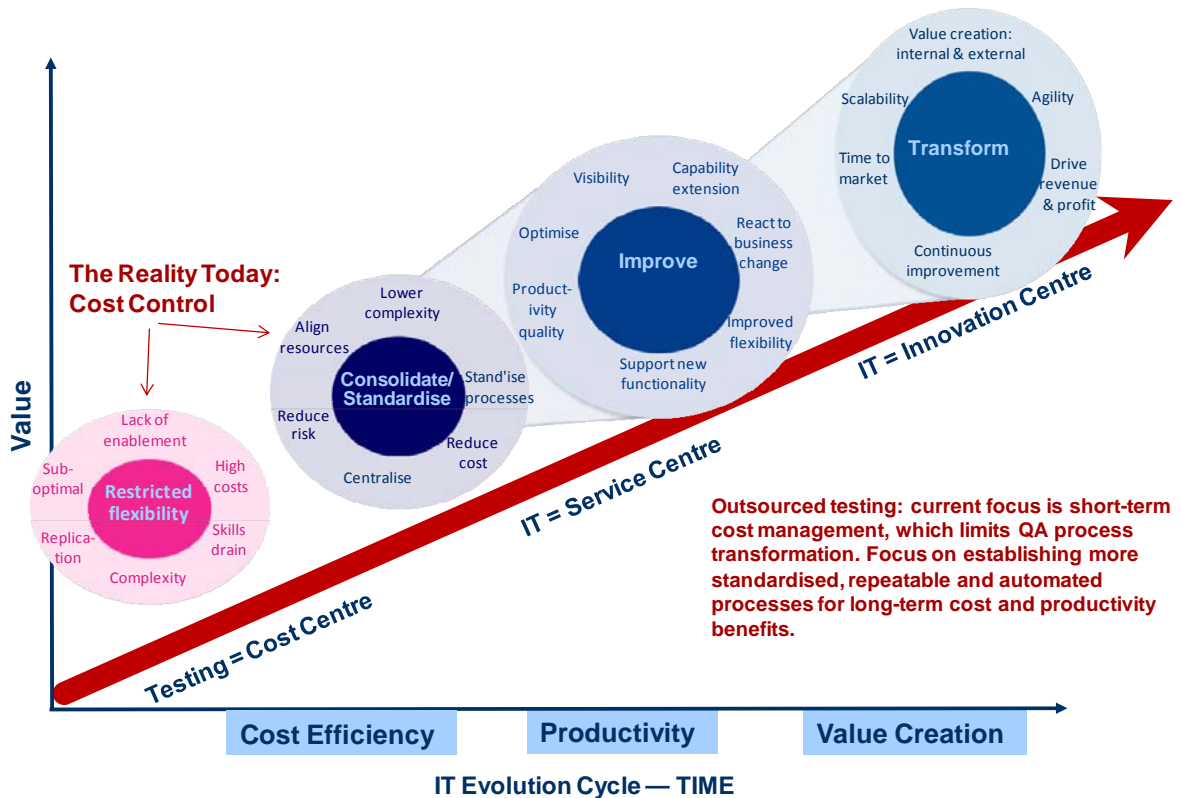 Value creation:
internal & external
Scalability
Agility
Transform
Time to
market
Drive
revenue
& profit
Continuous
improvement
Visibility
Capability
extension
Optimise
React to
business
change
Improve
Product-
ivity
quality
Improved
flexibility
Support new
functionality
The Reality Today:
Cost Control
Lower
complexity
Align
resources
Consolidate/
Standardise
Stand'ise
processes
Reduce
risk
Reduce
cost
Centralise
Lack of
enablement
Sub-
optimal
High
costs
Restricted
flexibility
Replica-
tion
Skills
drain
Complexity
Value
Testing = Cost Centre
IT = Service Centre
IT = Innovation Centre
Outsourced testing: current focus is short-term
cost management, which limits QA process
transformation. Focus on establishing more
standardised, repeatable and automated
processes for long-term cost and productivity
benefits.
Cost Efficiency
Productivity
Value Creation
IT Evolution Cycle — TIME